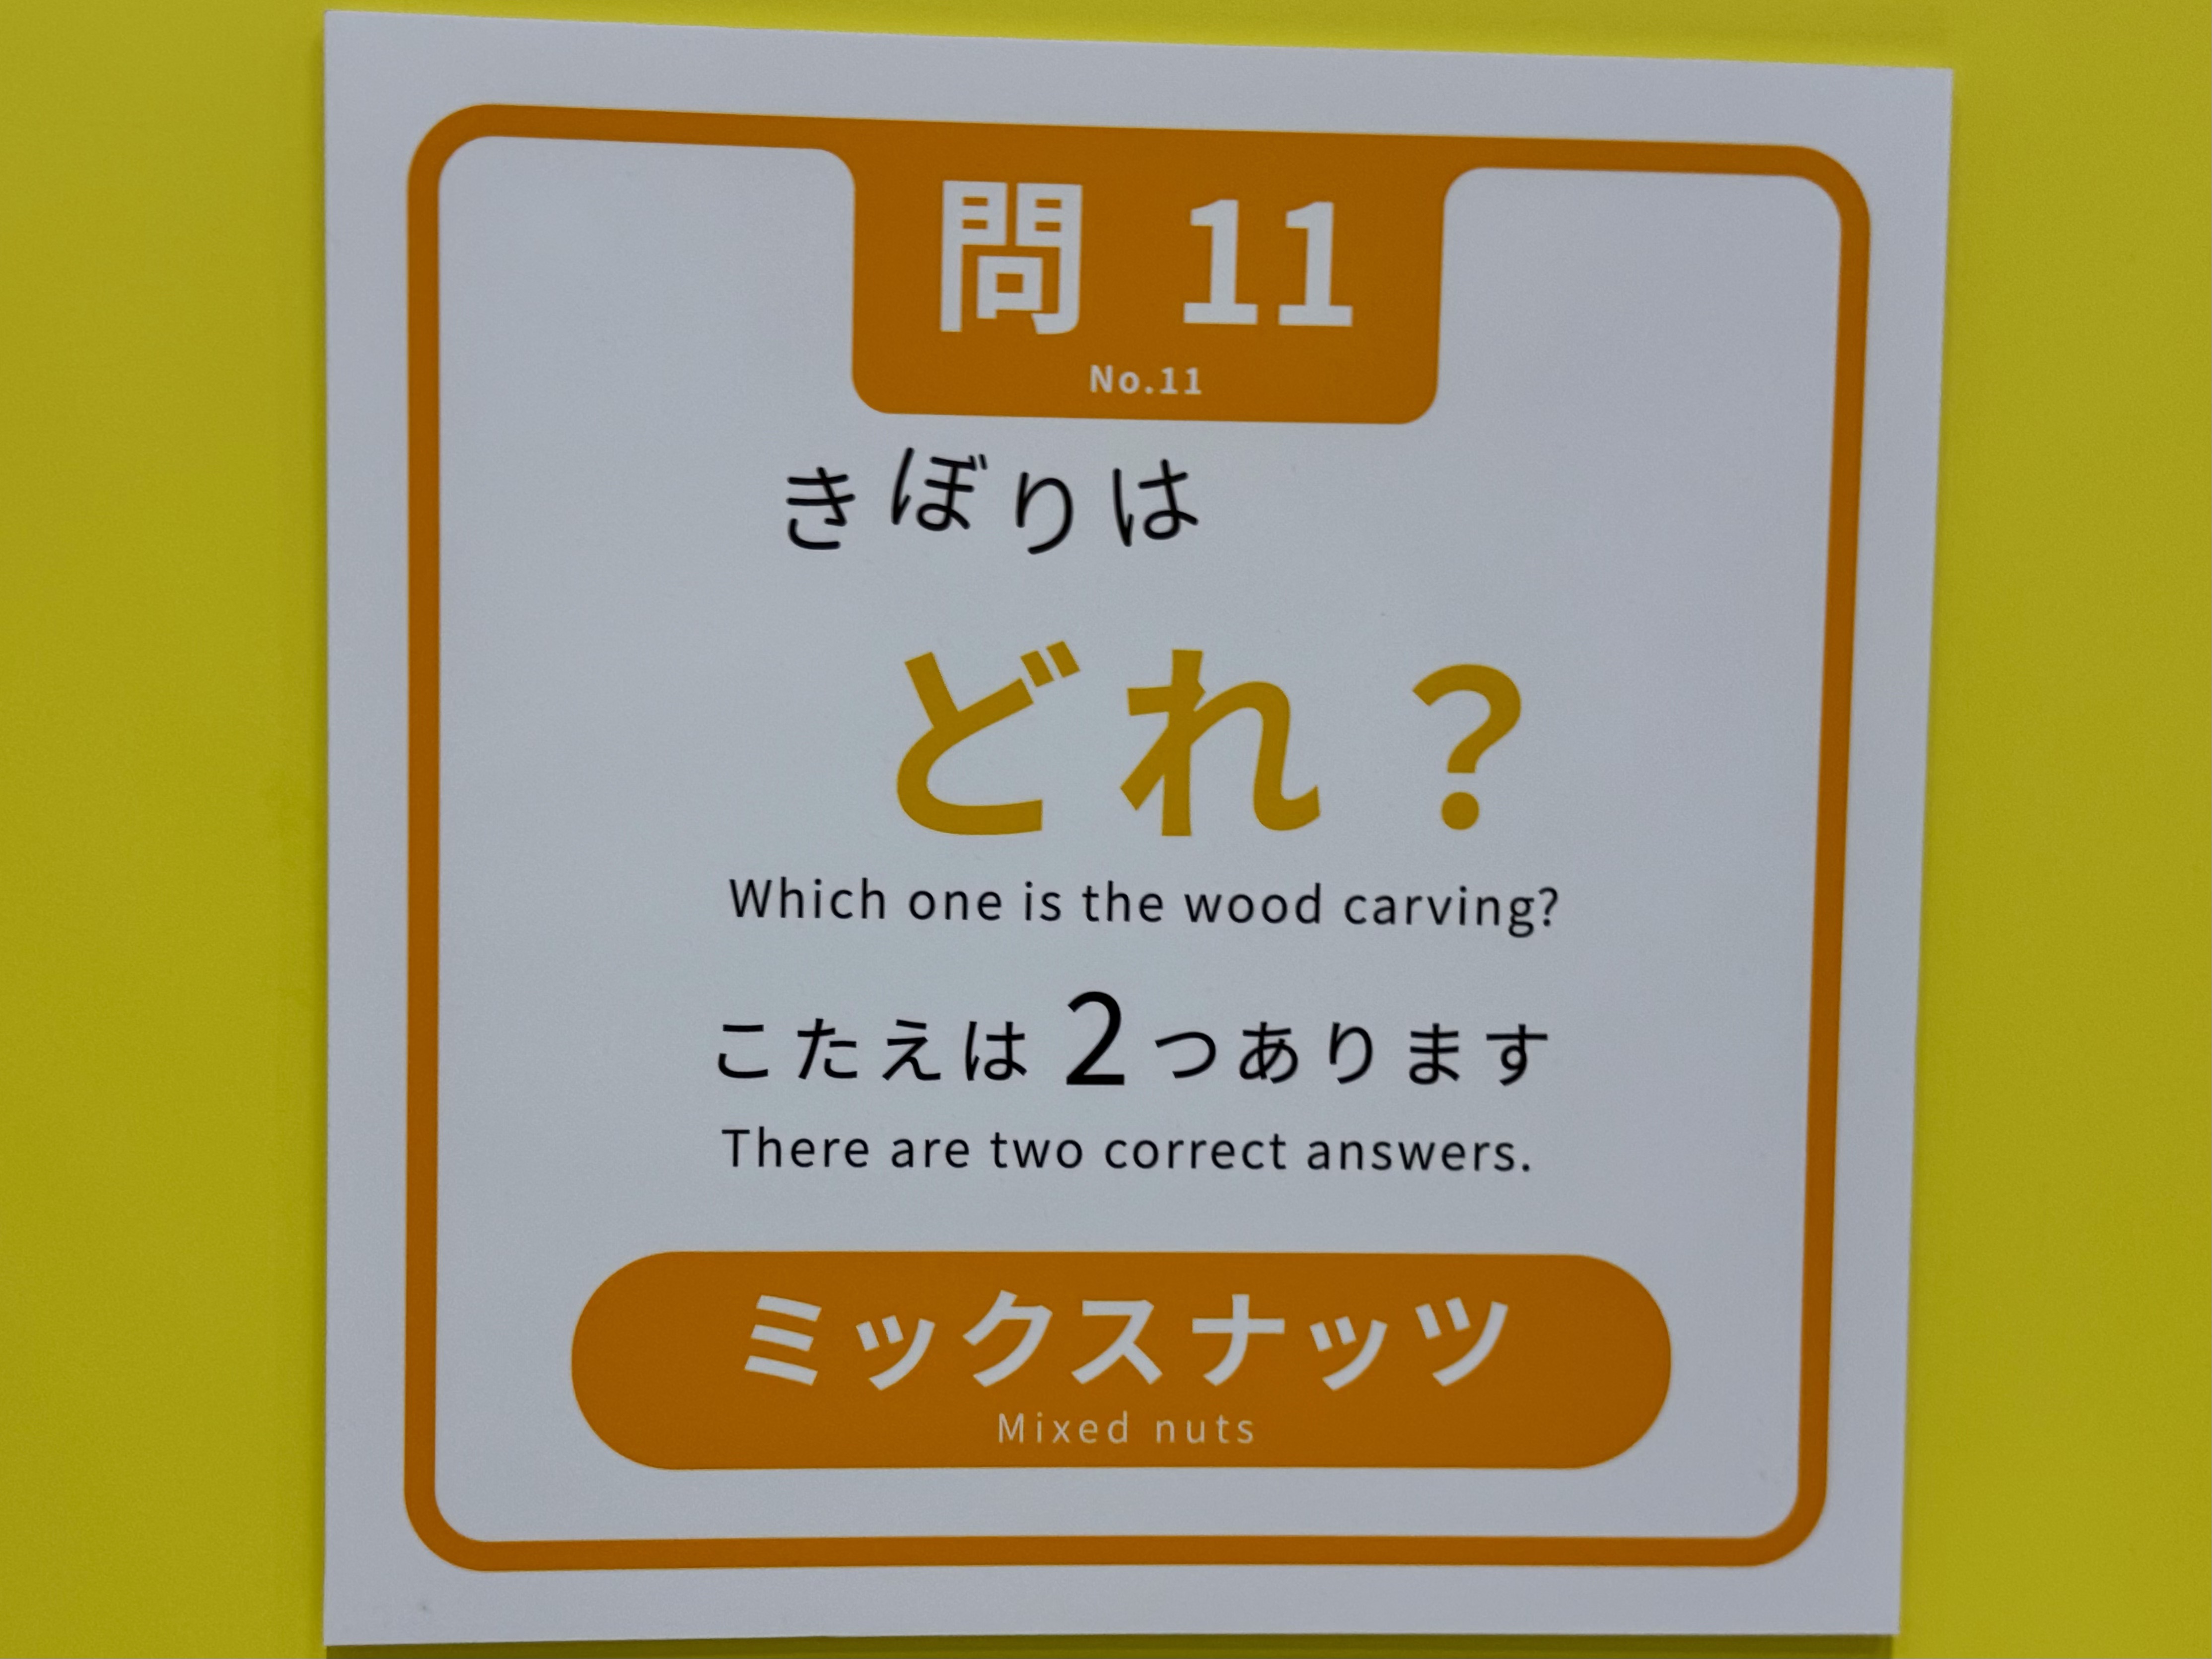 問 11
No.11
きぼりは
どれ？
Which one is the wood carving?
こたえは2つあります
There are two correct answers.
ミックスナッツ
Mixed nuts